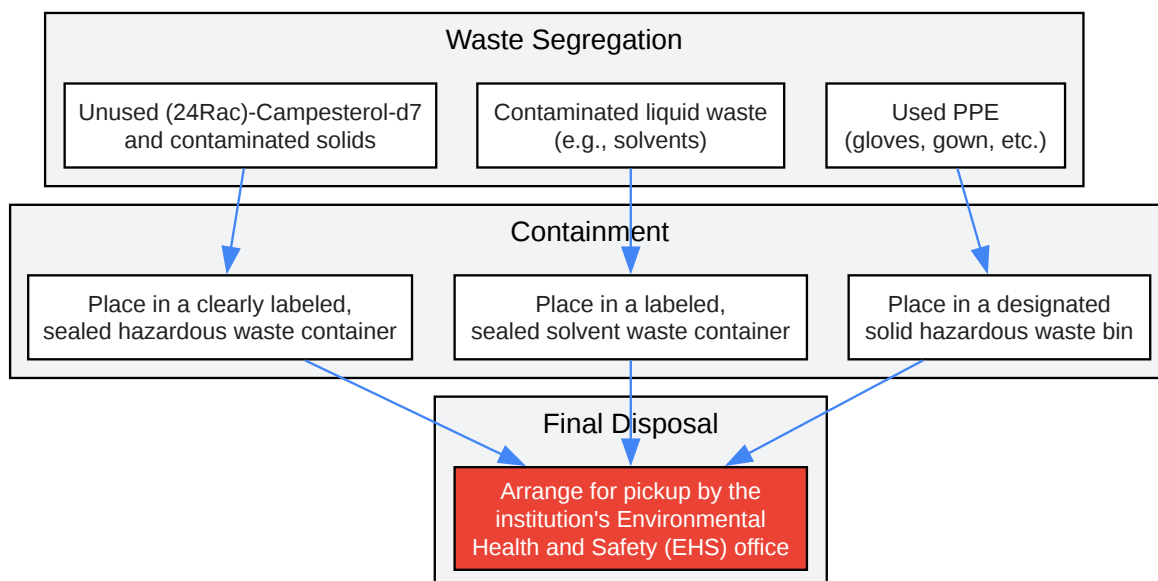 Waste Segregation
Unused (24Rac)-Campesterol-d7
and contaminated solids
Contaminated liquid waste
(e.g., solvents)
Used PPE
(gloves, gown, etc.)
Containment
Place in a clearly labeled,
sealed hazardous waste container
Place in a labeled,
sealed solvent waste container
Place in a designated
solid hazardous waste bin
Final Disposal
Arrange for pickup by the
institution's Environmental
Health and Safety (EHS) office